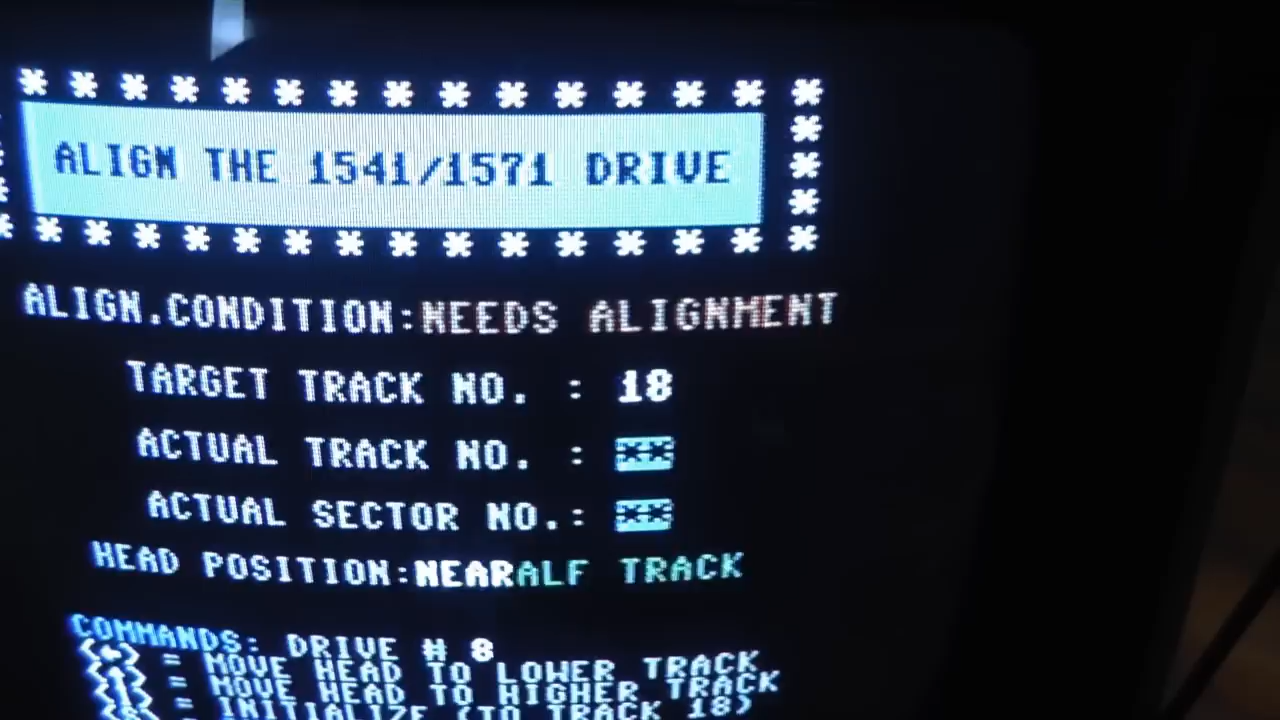 * * * * * * * * * * * * * * *
*
ALIGN THE 1541/1571 DRIVE *
*
*
* * * * * * * * * * * * * * *
ALIGN.CONDITION:NEEDS ALIGNMENT
TARGET TRACK NO. : 18
ACTUAL TRACK NO. : **
ACTUAL SECTOR NO.: **
HEAD POSITION:NEARALF TRACK
COMMANDS: DRIVE # 8
<←> = MOVE HEAD TO LOWER TRACK
<↑> = MOVE HEAD TO HIGHER TRACK
= INITIALIZE (TO TRACK 18)